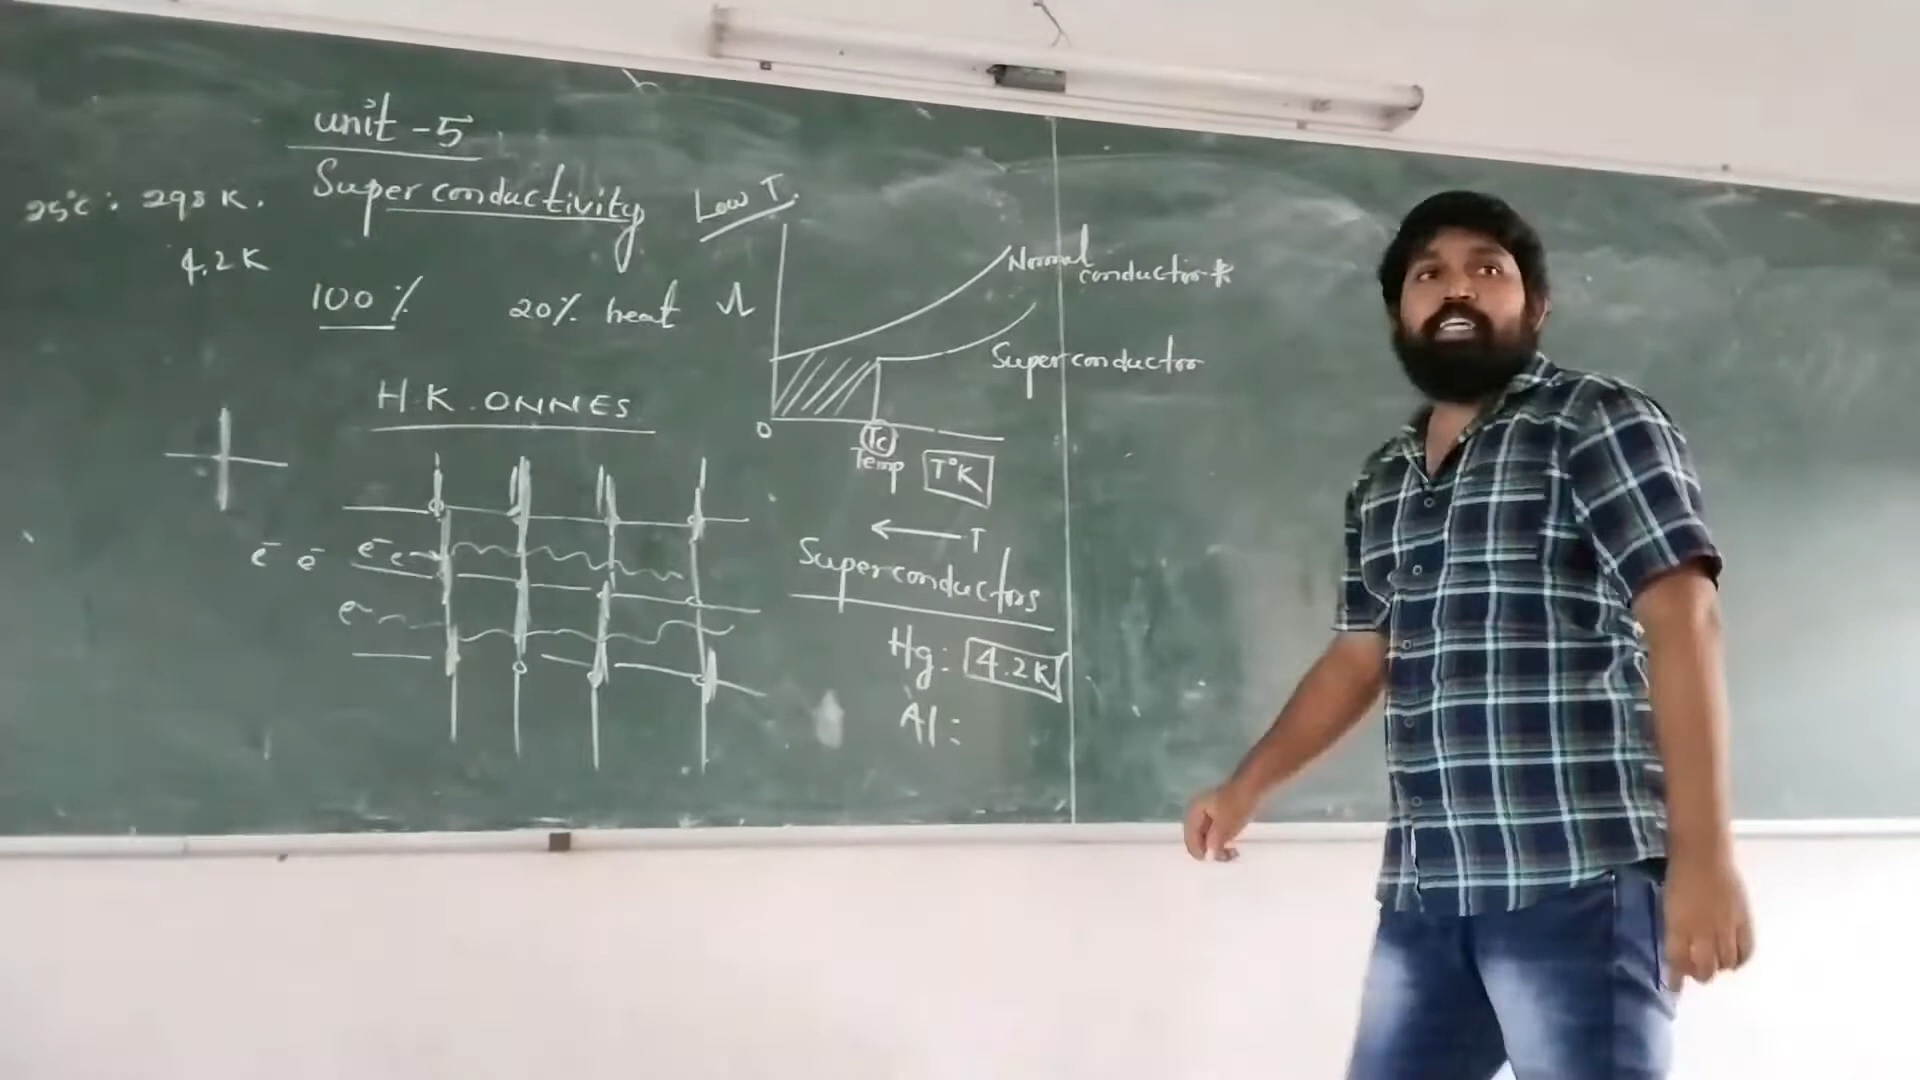 unit - 5
Superconductivity
25°C : 298 K.
4.2 K
Low T.
100 %
20% heat
H.K. ONNES
Normal
conductor *
Superconductor
0
Tc
Temp
T°K
← T
e⁻ e⁻ e⁻ e⁻
e
Superconductors
Hg: 4.2K
Al: